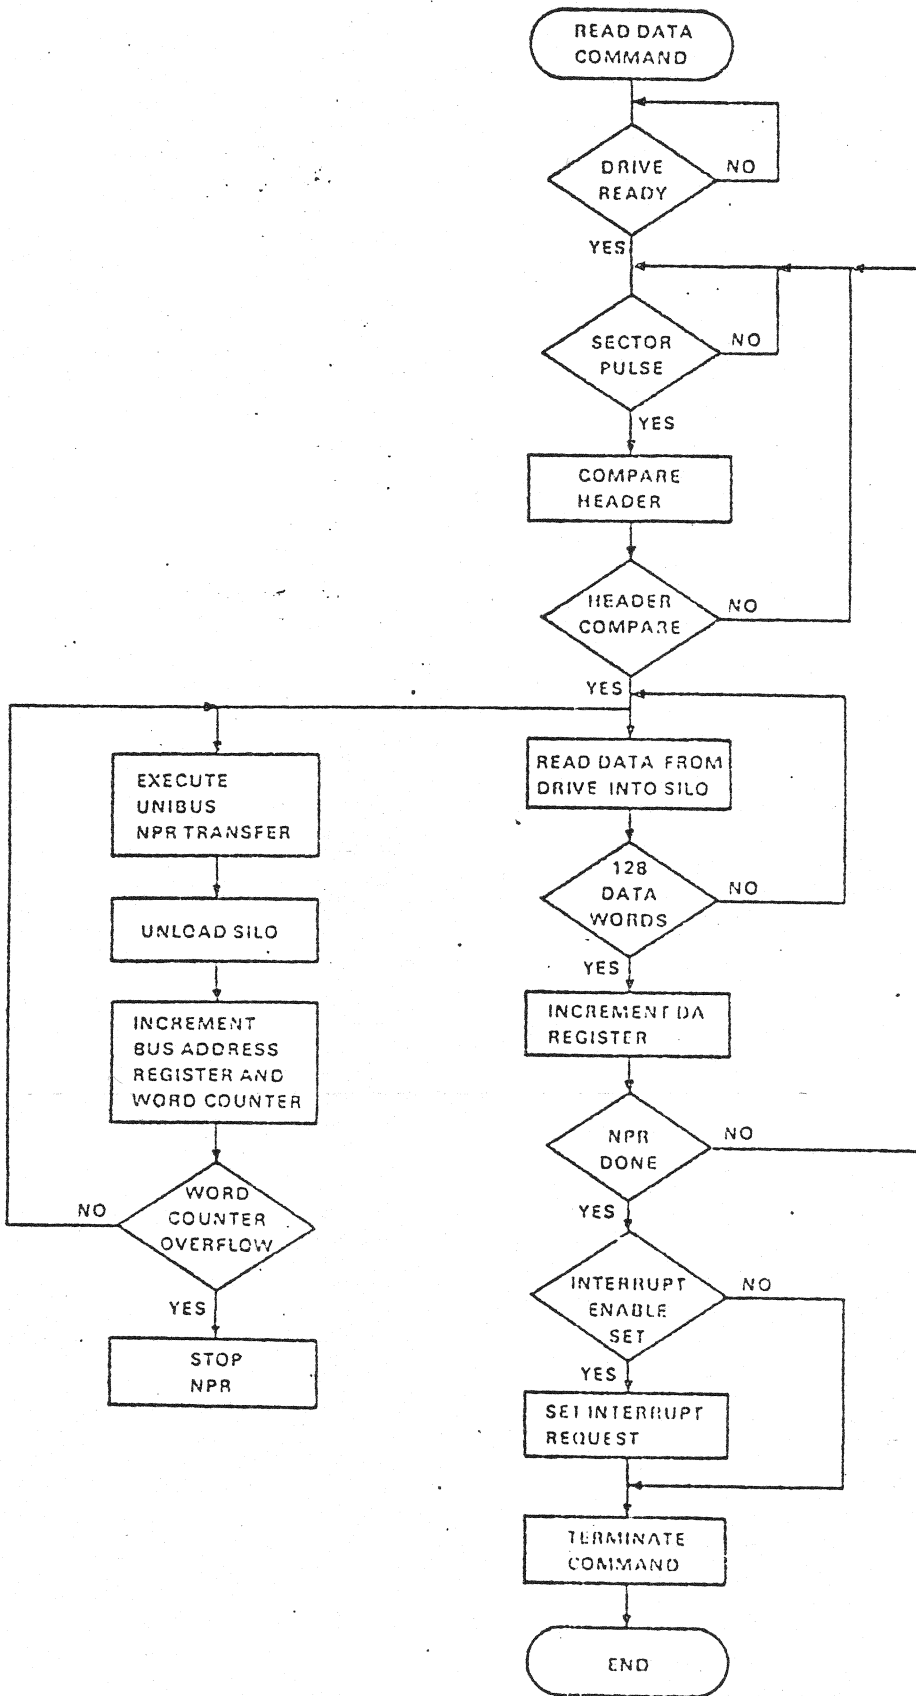 READ DATA
COMMAND
DRIVE
READY
NO
YES
SECTOR
PULSE
NO
YES
COMPARE
HEADER
HEADER
COMPARE
NO
YES
READ DATA FROM
DRIVE INTO SILO
128
DATA
WORDS
NO
YES
INCREMENT DA
REGISTER
NPR
DONE
NO
YES
INTERRUPT
ENABLE
SET
NO
YES
SET INTERRUPT
REQUEST
TERMINATE
COMMAND
END
EXECUTE
UNIBUS
NPR TRANSFER
UNLOAD SILO
INCREMENT
BUS ADDRESS
REGISTER AND
WORD COUNTER
WORD
COUNTER
OVERFLOW
NO
YES
STOP
NPR